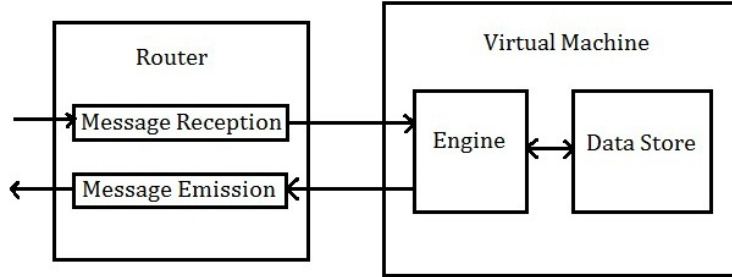 Router
Virtual Machine
Message Reception
Engine
Data Store
Message Emission